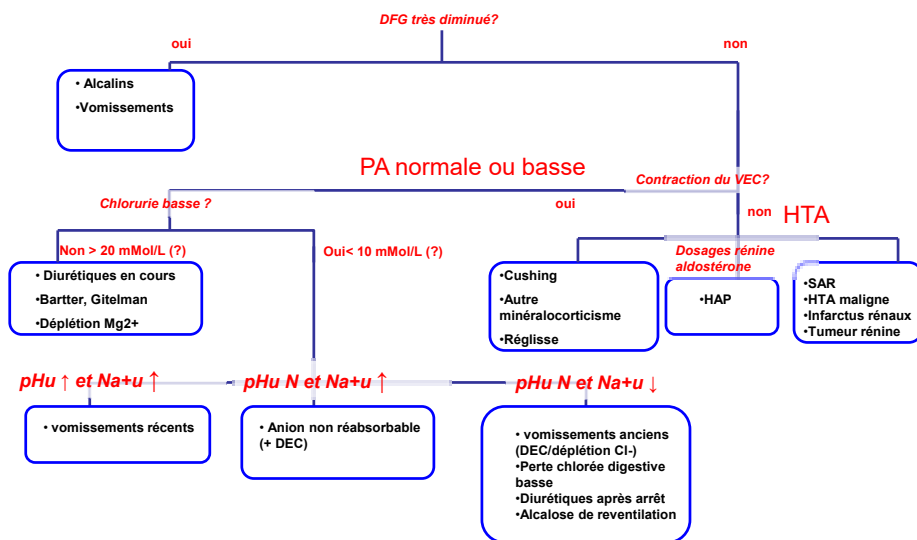 DFG très diminué?
oui
non
• Alcalins
•Vomissements
PA normale ou basse
Contraction du VEC?
Chlorurie basse ?
oui
non
HTA
Non > 20 mMol/L (?)
Oui< 10 mMol/L (?)
Dosages rénine
aldostérone
• Diurétiques en cours
•Bartter, Gitelman
•Déplétion Mg2+
•Cushing
•Autre
minéralocorticisme
•Réglisse
•HAP
•SAR
•HTA maligne
•Infarctus rénaux
•Tumeur rénine
pHu ↑ et Na+u ↑
pHu N et Na+u ↑
pHu N et Na+u ↓
• vomissements récents
• Anion non réabsorbable
(+ DEC)
• vomissements anciens
(DEC/déplétion Cl-)
•Perte chlorée digestive
basse
•Diurétiques après arrêt
•Alcalose de reventilation